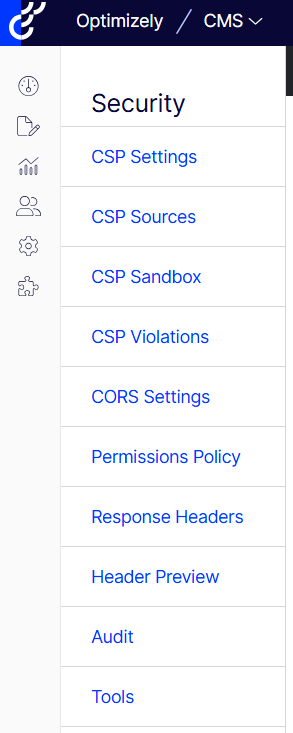 Optimizely / CMS
Security
CSP Settings
CSP Sources
CSP Sandbox
CSP Violations
CORS Settings
Permissions Policy
Response Headers
Header Preview
Audit
Tools